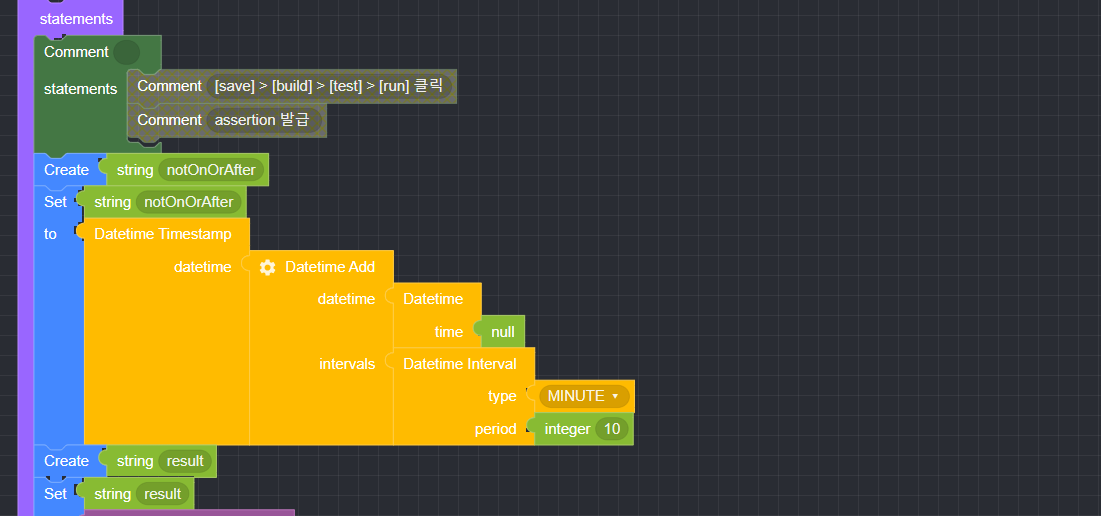 statements
Comment
statements
Comment [save] > [build] > [test] > [run] 클릭
Comment assertion 발급
Create string notOnOrAfter
Set string notOnOrAfter
to Datetime Timestamp
datetime Datetime Add
datetime Datetime
time null
intervals Datetime Interval
type MINUTE
period integer 10
Create string result
Set string result